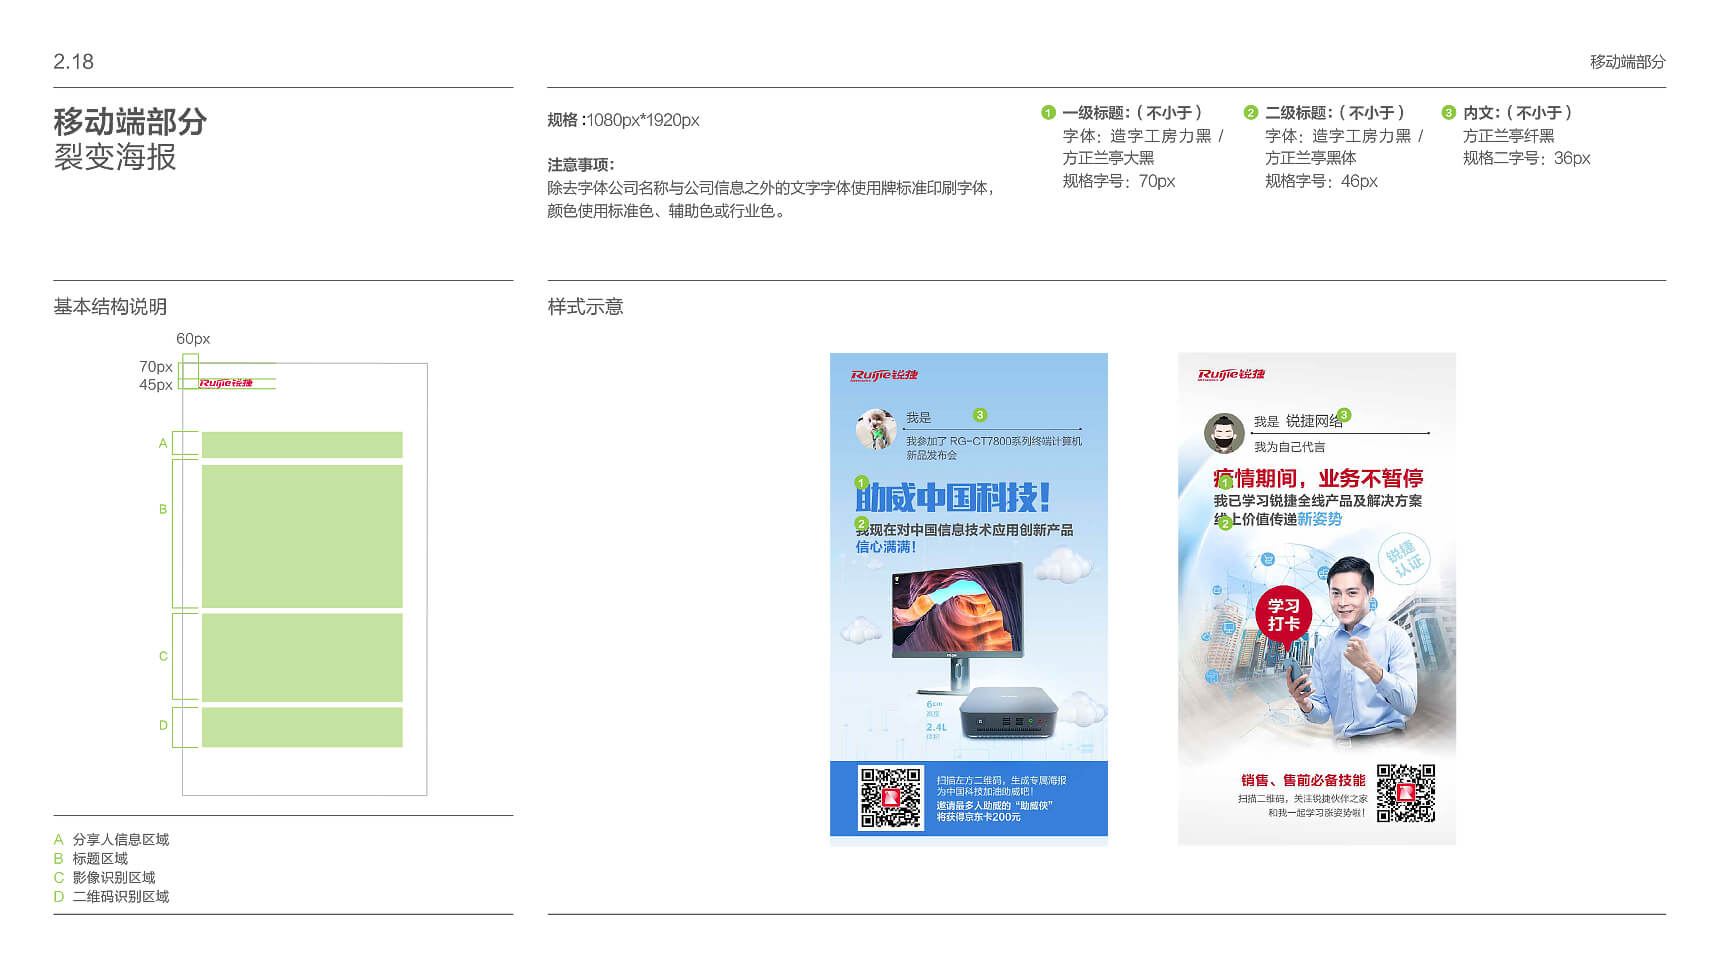 2.18
移动端部分
移动端部分
裂变海报
规格：1080px*1920px
注意事项：
除去字体公司名称与公司信息之外的文字字体使用牌标准印刷字体，
颜色使用标准色、辅助色或行业色。
1 一级标题：（不小于）
字体：造字工房力黑 /
方正兰亭大黑
规格字号：70px
2 二级标题：（不小于）
字体：造字工房力黑 /
方正兰亭黑体
规格字号：46px
3 内文：（不小于）
方正兰亭纤黑
规格二字号：36px
基本结构说明
60px
70px
45px
Ruijie锐捷
A
B
C
D
A 分享人信息区域
B 标题区域
C 影像识别区域
D 二维码识别区域
样式示意
Ruijie锐捷
我是
3
我参加了 RG-CT7800系列终端计算机
新品发布会
1
助威中国科技！
2
我现在对中国信息技术应用创新产品
信心满满！
6cm
高度
2.4L
体积
扫描左方二维码，生成专属海报
为中国科技加油助威吧！
邀请最多人助威的“助威侠”
将获得京东卡200元
Ruijie锐捷
我是 锐捷网络
3
我为自己代言
疫情期间，业务不暂停
1
我已学习锐捷全线产品及解决方案
线上价值传递新姿势
2
锐捷
认证
学习
打卡
销售、售前必备技能
扫描二维码，关注锐捷伙伴之家
和我一起学习涨姿势啦！